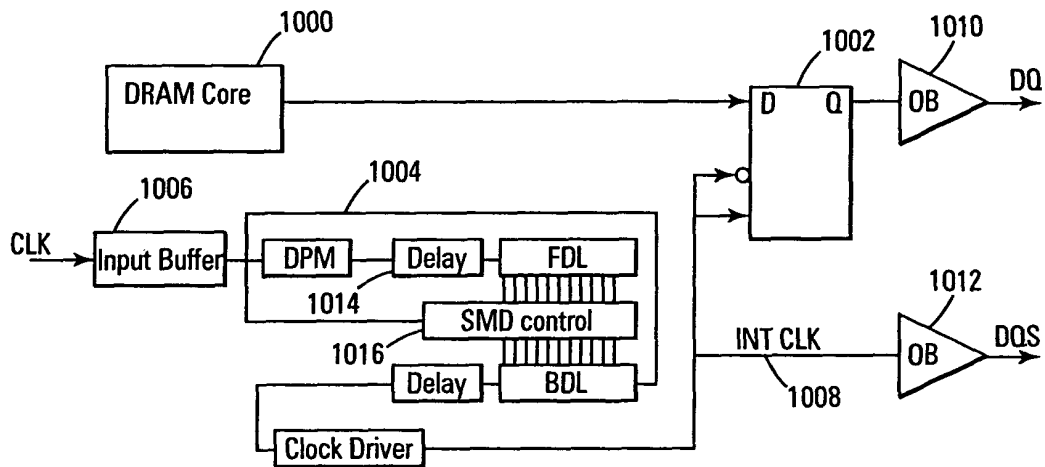 1000
DRAM Core
1002
D Q
1010
OB
DQ
1006
CLK
Input Buffer
1004
DPM
Delay
FDL
1014
SMD control
1016
Delay
BDL
Clock Driver
INT CLK
1008
1012
OB
DQS